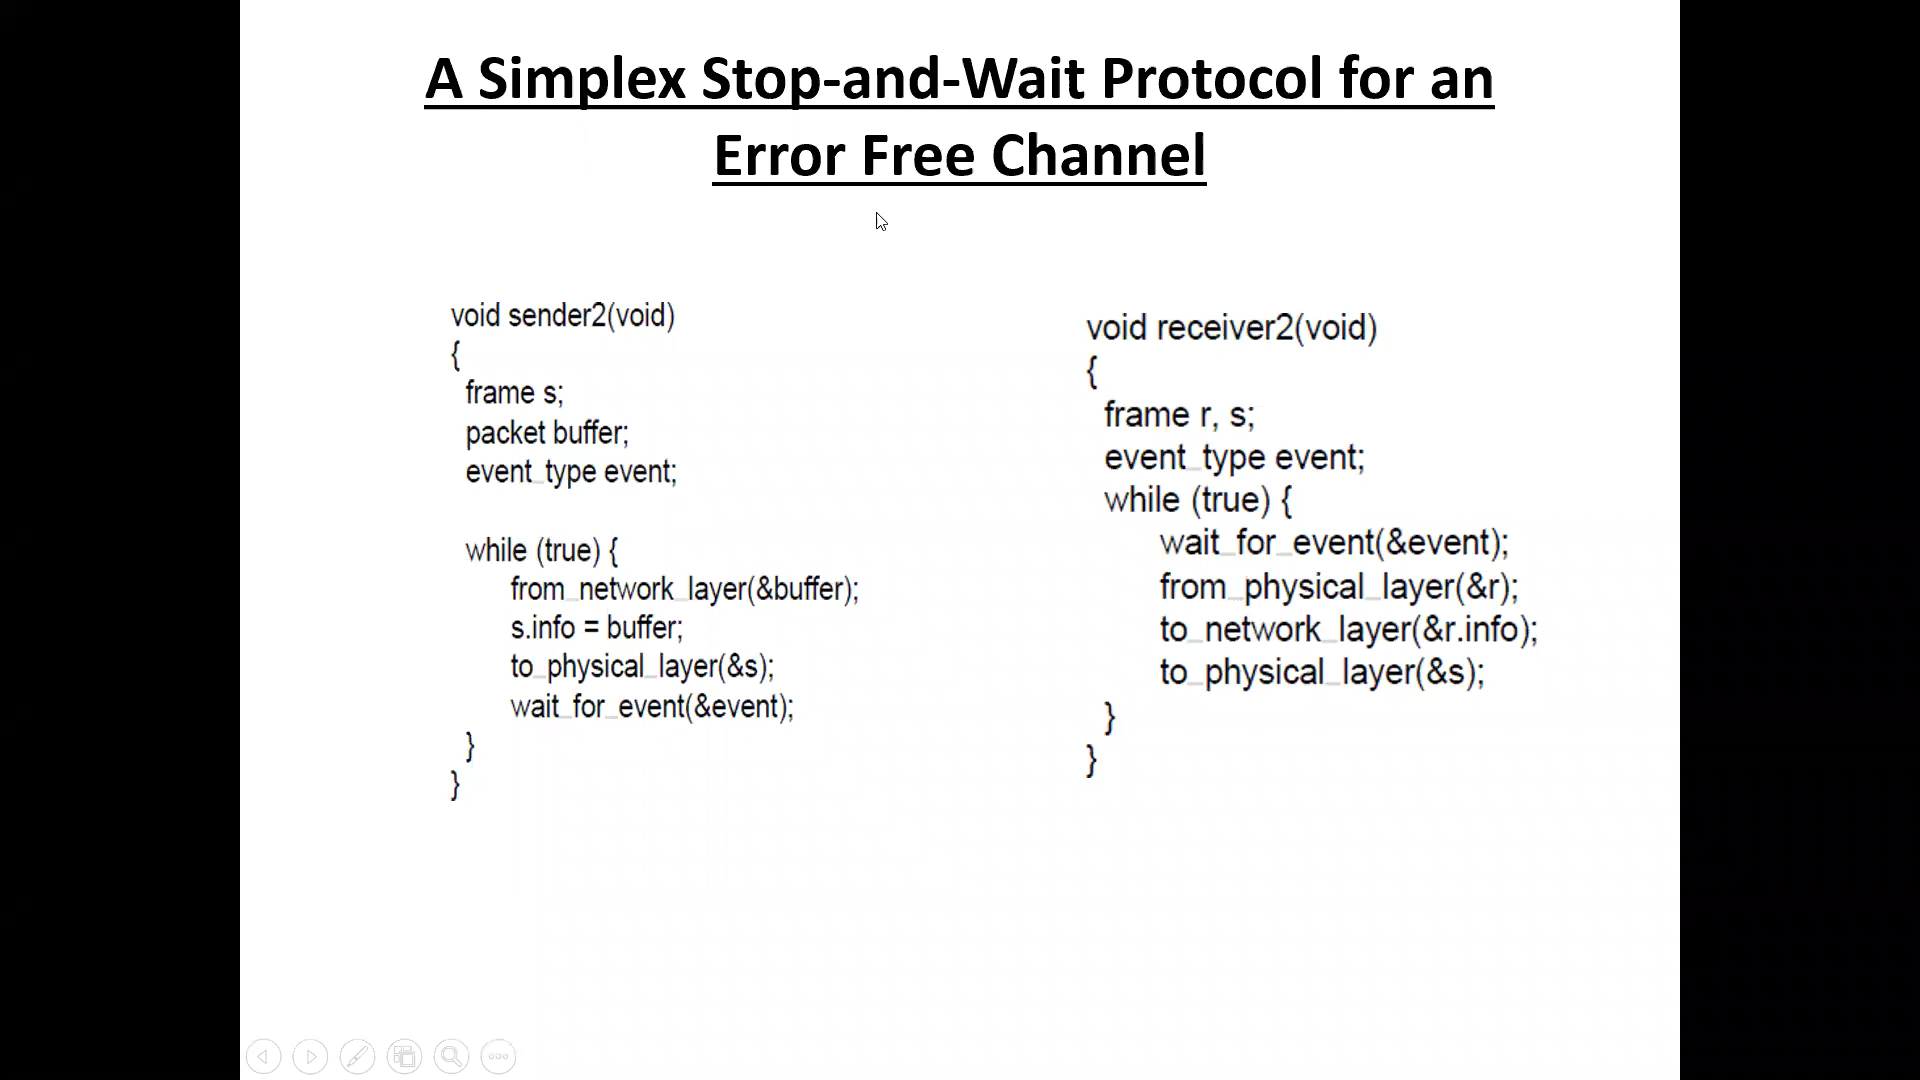 A Simplex Stop-and-Wait Protocol for an
Error Free Channel
void sender2(void)
{
frame s;
packet buffer;
event_type event;
while (true) {
from_network_layer(&buffer);
s.info = buffer;
to_physical_layer(&s);
wait_for_event(&event);
}
}
void receiver2(void)
{
frame r, s;
event_type event;
while (true) {
wait_for_event(&event);
from_physical_layer(&r);
to_network_layer(&r.info);
to_physical_layer(&s);
}
}